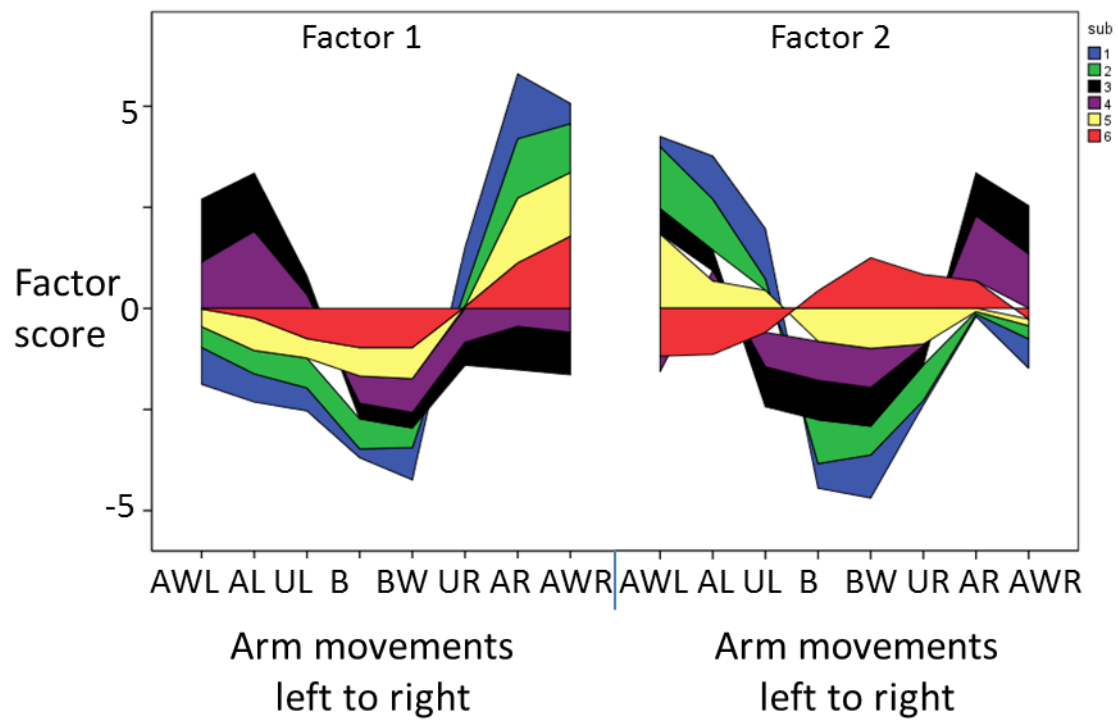 Factor 1
Factor 2
sub
1
2
3
4
5
6
5
Factor
score
0
-5
AWL AL UL B BW UR AR AWR
AWL AL UL B BW UR AR AWR
Arm movements
left to right
Arm movements
left to right